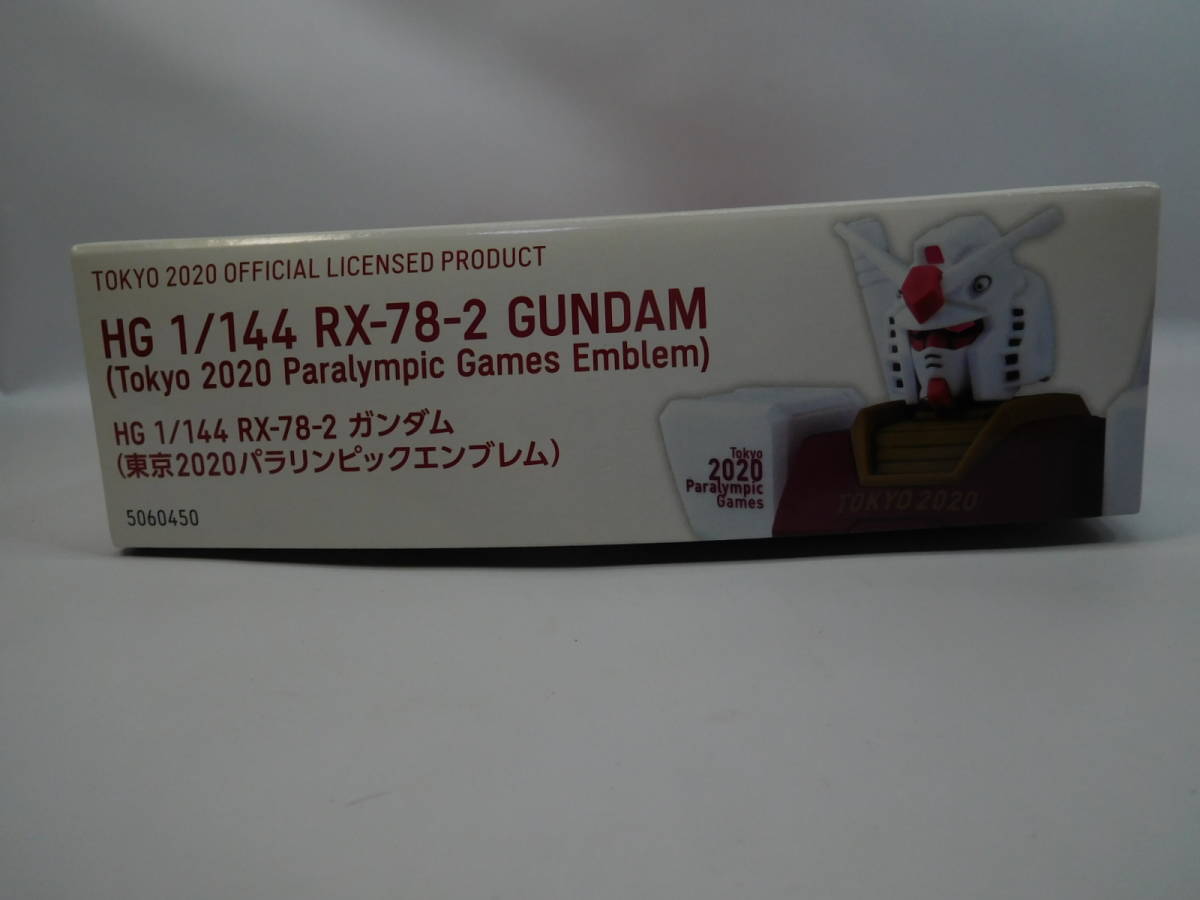 TOKYO 2020 OFFICIAL LICENSED PRODUCT
HG 1/144 RX-78-2 GUNDAM
(Tokyo 2020 Paralympic Games Emblem)
HG 1/144 RX-78-2 ガンダム
(東京2020パラリンピックエンブレム)
5060450
Tokyo
2020
Paralympic
Games
TOKYO 2020